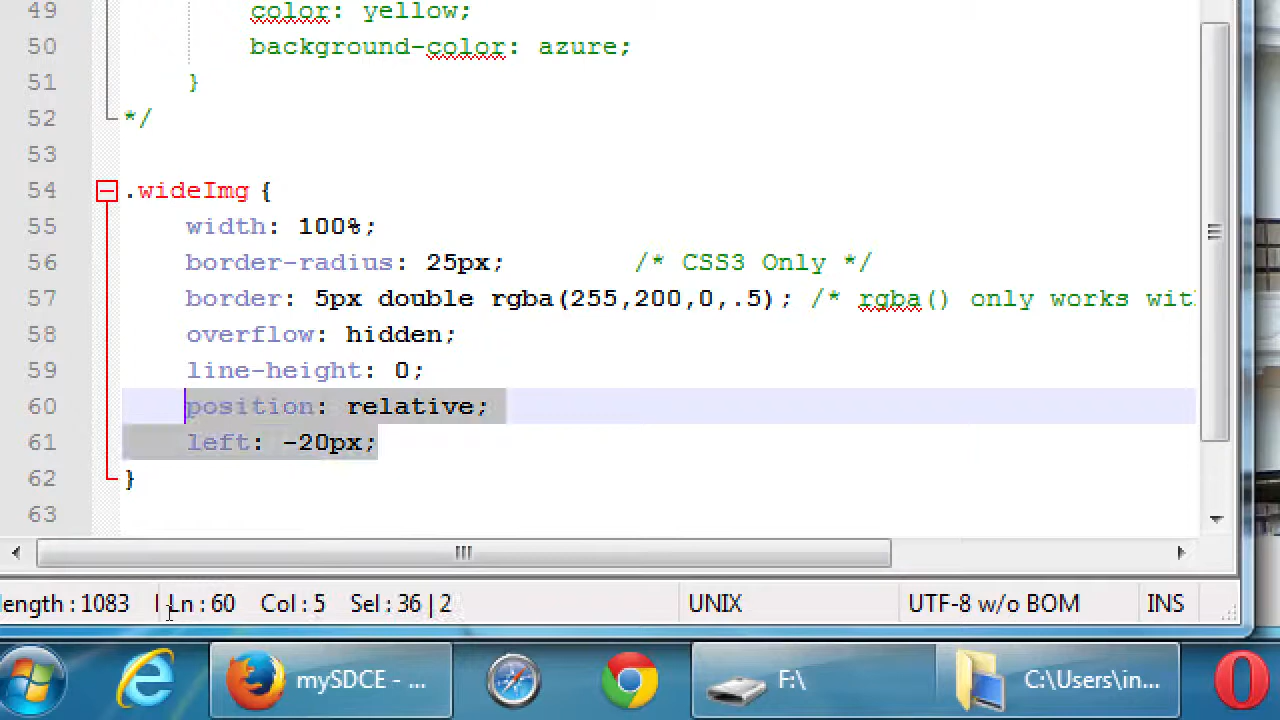 49 color: yellow;
50 background-color: azure;
51 }
52 */
53
54 .wideImg {
55 width: 100%;
56 border-radius: 25px; /* CSS3 Only */
57 border: 5px double rgba(255,200,0,.5); /* rgba() only works wit
58 overflow: hidden;
59 line-height: 0;
60 position: relative;
61 left: -20px;
62 }
63
length : 1083 Ln : 60 Col : 5 Sel : 36 | 2 UNIX UTF-8 w/o BOM INS
mySDCE - ... F:\ C:\Users\in...